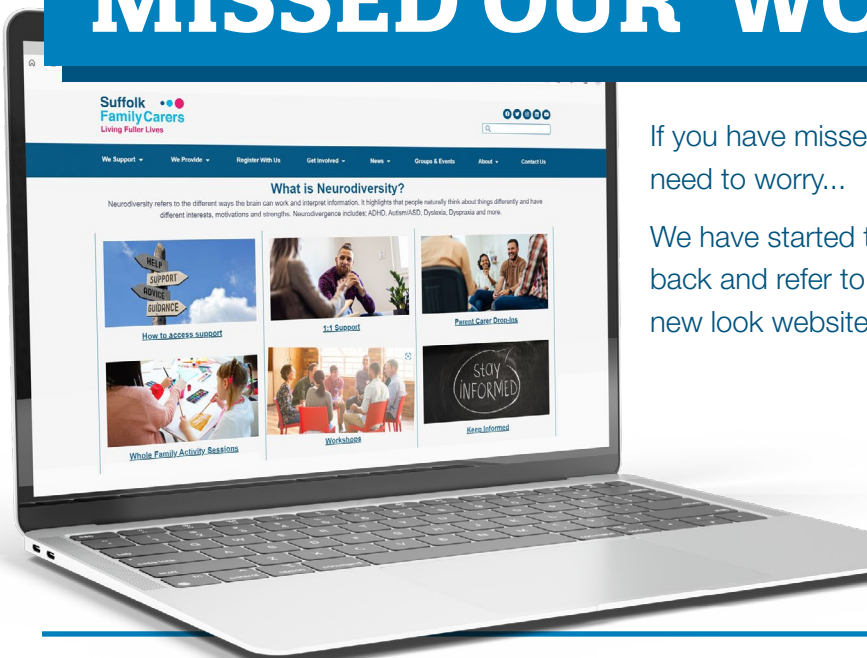 MISSED OUR 'WO
Suffolk
Family Carers
Living Fuller Lives
We Support
We Provide
Register With Us
Get Involved
News
Groups & Events
About
Contact Us
What is Neurodiversity?
Neurodiversity refers to the different ways the brain can work and interpret information. It highlights that people naturally think about things differently and have
different interests, motivations and strengths. Neurodivergence includes; ADHD, Autism/ASD, Dyslexia, Dyspraxia and more.
HELP
SUPPORT
ADVICE
GUIDANCE
How to access support
1:1 Support
Parent Carer Drop-Ins
STAY
INFORMED
Whole Family Activity Sessions
Workshops
Keep Informed
If you have misse
need to worry...
We have started t
back and refer to
new look website